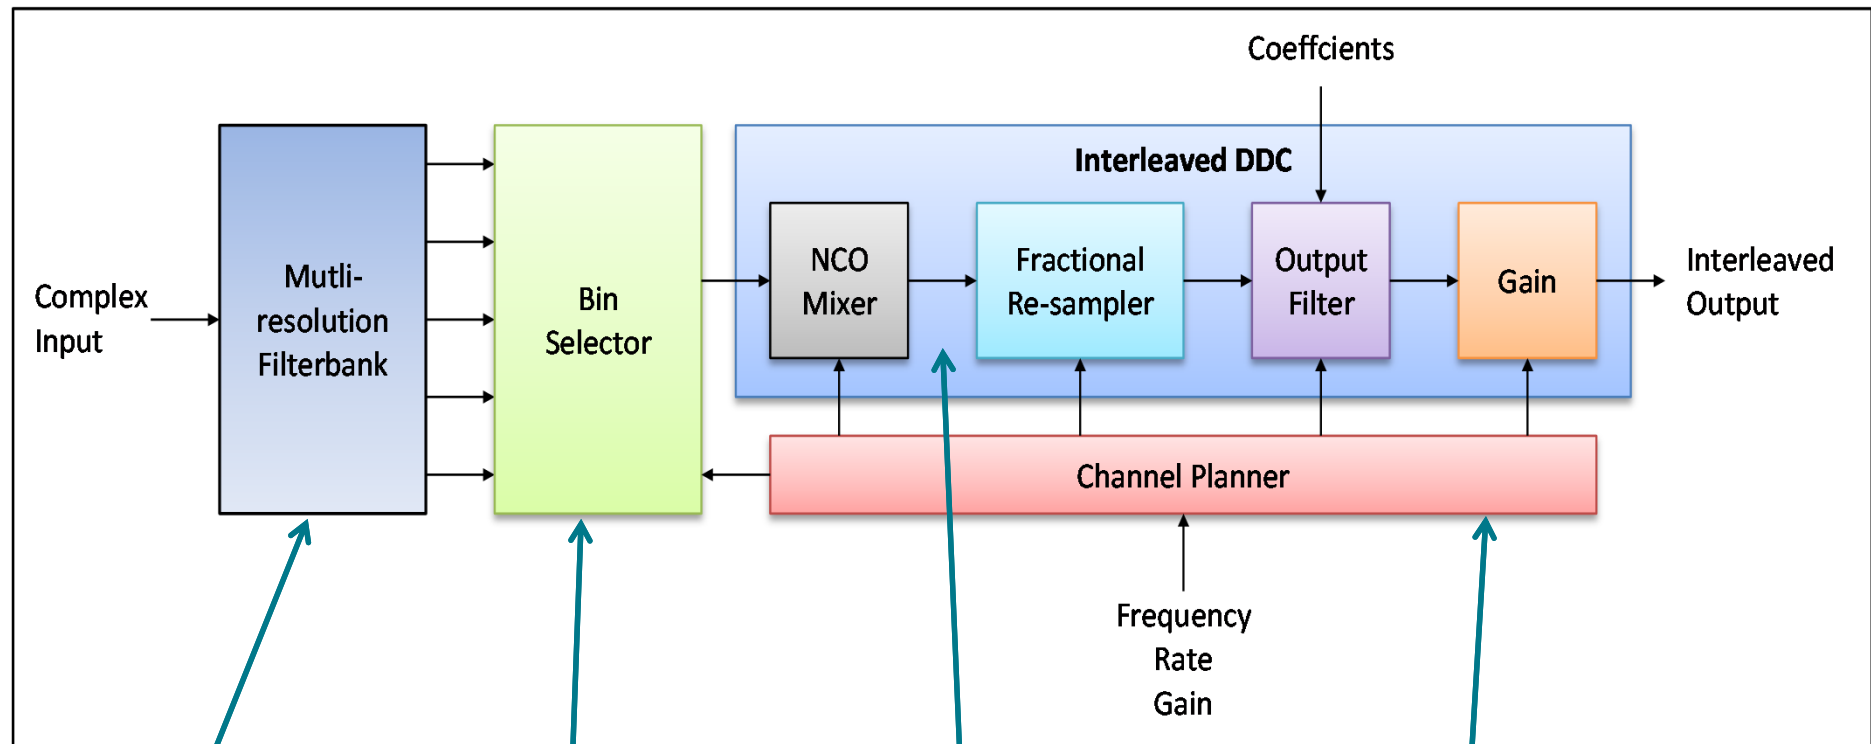 Coeffcients
Interleaved DDC
Complex
Input
Mutli-
resolution
Filterbank
Bin
Selector
NCO
Mixer
Fractional
Re-sampler
Output
Filter
Gain
Interleaved
Output
Channel Planner
Frequency
Rate
Gain